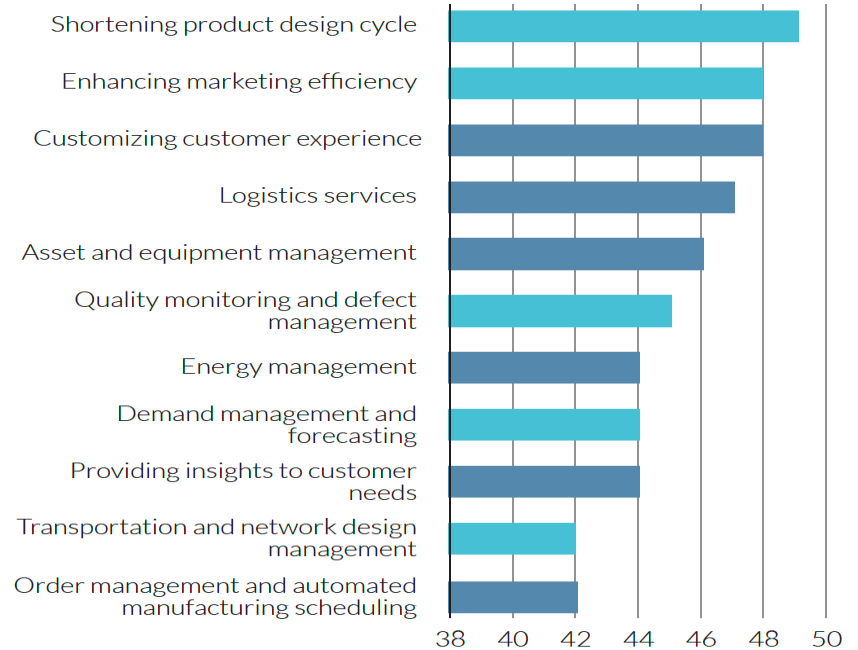 Shortening product design cycle
Enhancing marketing efficiency
Customizing customer experience
Logistics services
Asset and equipment management
Quality monitoring and defect
management
Energy management
Demand management and
forecasting
Providing insights to customer
needs
Transportation and network design
management
Order management and automated
manufacturing scheduling
38 40 42 44 46 48 50